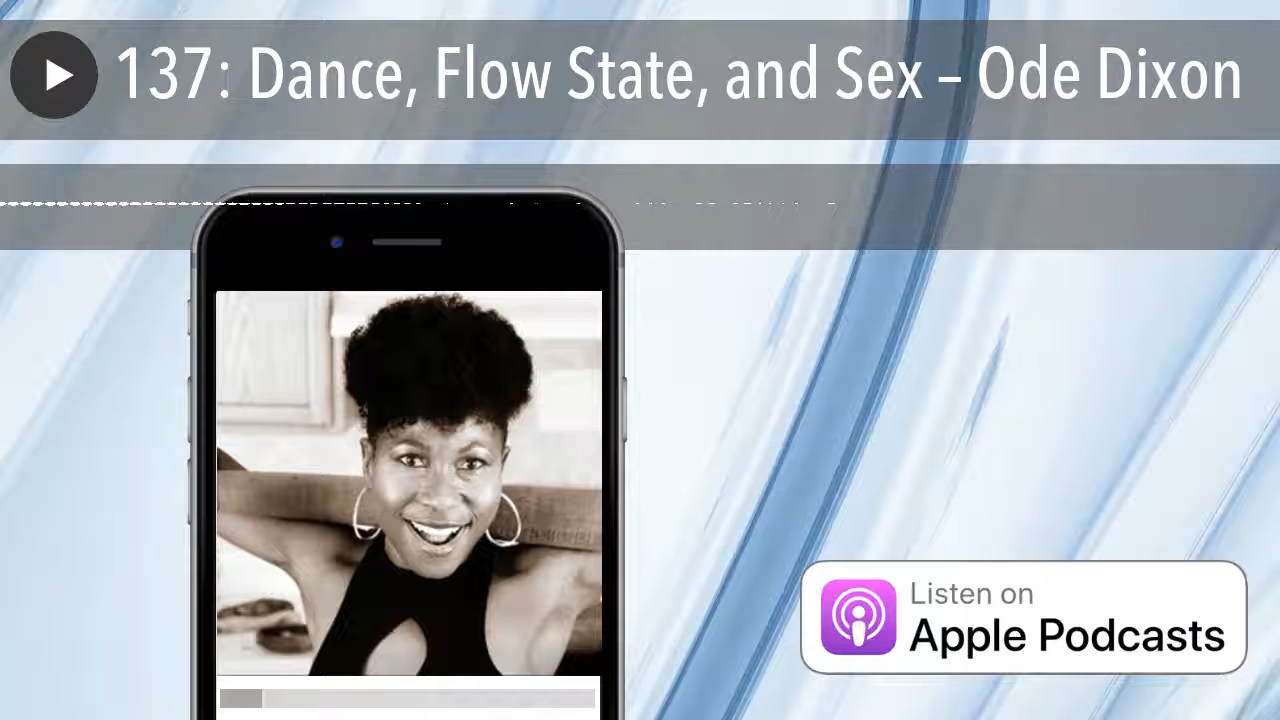 137: Dance, Flow State, and Sex – Ode Dixon
Listen on
Apple Podcasts